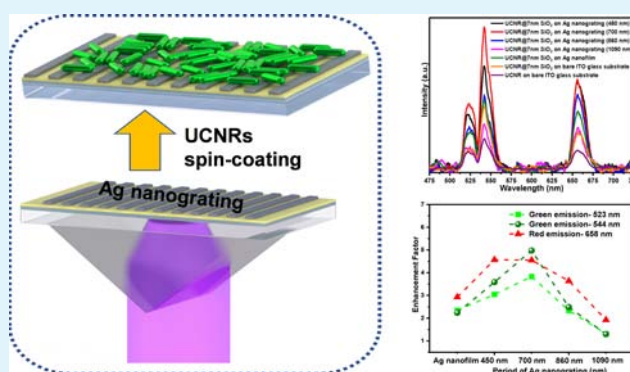 UCNRs
spin-coating
Ag nanograting
Intensity (a.u.)
UCNR@7nm SiO₂ on Ag nanograting (450 nm)
UCNR@7nm SiO₂ on Ag nanograting (700 nm)
UCNR@7nm SiO₂ on Ag nanograting (860 nm)
UCNR@7nm SiO₂ on Ag nanograting (1090 nm)
UCNR@7nm SiO₂ on Ag nanofilm
UCNR@7nm SiO₂ on bare ITO glass substrate
UCNR on bare ITO glass substrate
475 500 525 550 575 600 625 650 675 700
Wavelength (nm)
Enhancement Factor
7
6
5
4
3
2
1
Green emission- 523 nm
Green emission- 544 nm
Red emission- 658 nm
Ag nanofilm 450 nm 700 nm 860 nm 1090 nm
Period of Ag nanograting (nm)